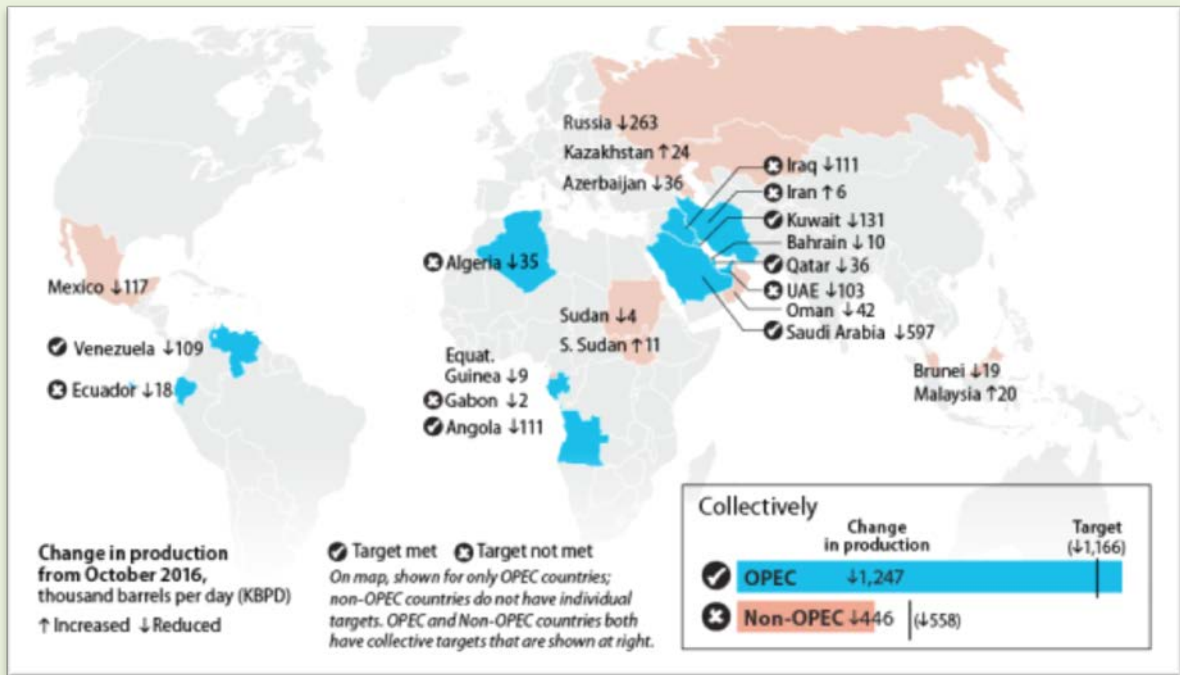 Russia ↓263
Kazakhstan ↑24
Azerbaijan ↓36
Iraq ↓111
Iran ↑6
Kuwait ↓131
Bahrain ↓10
Qatar ↓36
UAE ↓103
Oman ↓42
Saudi Arabia ↓597
Algeria ↓35
Mexico ↓117
Venezuela ↓109
Ecuador ↓18
Sudan ↓4
S. Sudan ↑11
Equat.
Guinea ↓9
Gabon ↓2
Angola ↓111
Brunei ↓19
Malaysia ↑20
Change in production
from October 2016,
thousand barrels per day (KBPD)
↑Increased ↓Reduced
Target met Target not met
On map, shown for only OPEC countries;
non-OPEC countries do not have individual
targets. OPEC and Non-OPEC countries both
have collective targets that are shown at right.
Collectively
Change
in production
Target
(↓1,166)
OPEC ↓1,247
Non-OPEC ↓446 (↓558)